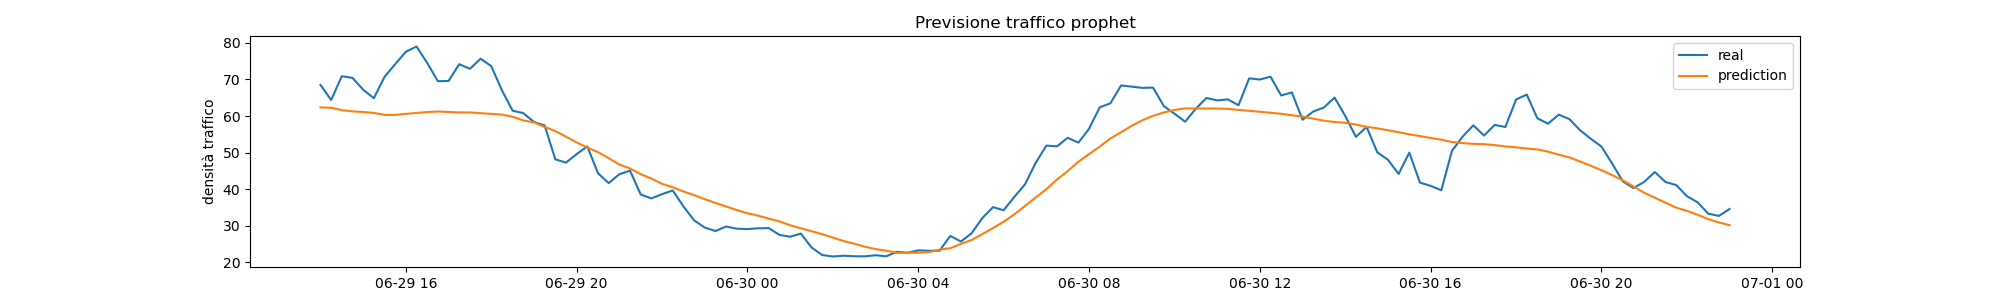 Previsione traffico prophet
densità traffico
80
70
60
50
40
30
20
real
prediction
06-29 16 06-29 20 06-30 00 06-30 04 06-30 08 06-30 12 06-30 16 06-30 20 07-01 00